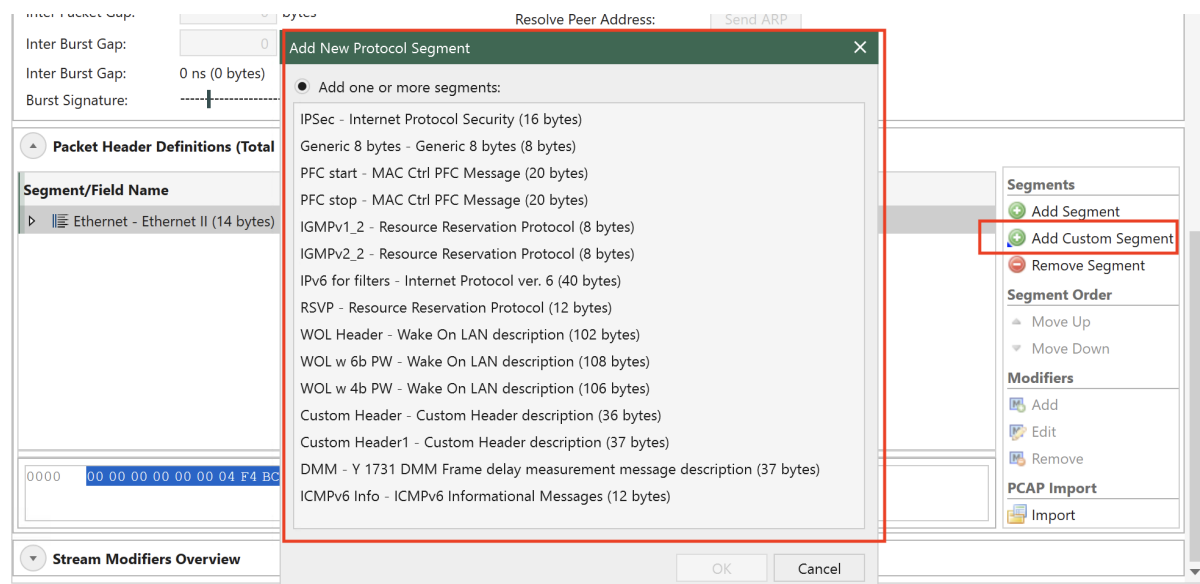 Inter Packet Gap: 0 bytes
Resolve Peer Address: Send ARP
Inter Burst Gap: 0
Inter Burst Gap: 0 ns (0 bytes)
Burst Signature:
Packet Header Definitions (Total
Segment/Field Name
Ethernet - Ethernet II (14 bytes)
0000 00 00 00 00 00 00 04 F4 BC
Stream Modifiers Overview
Add New Protocol Segment
Add one or more segments:
IPSec - Internet Protocol Security (16 bytes)
Generic 8 bytes - Generic 8 bytes (8 bytes)
PFC start - MAC Ctrl PFC Message (20 bytes)
PFC stop - MAC Ctrl PFC Message (20 bytes)
IGMPv1_2 - Resource Reservation Protocol (8 bytes)
IGMPv2_2 - Resource Reservation Protocol (8 bytes)
IPv6 for filters - Internet Protocol ver. 6 (40 bytes)
RSVP - Resource Reservation Protocol (12 bytes)
WOL Header - Wake On LAN description (102 bytes)
WOL w 6b PW - Wake On LAN description (108 bytes)
WOL w 4b PW - Wake On LAN description (106 bytes)
Custom Header - Custom Header description (36 bytes)
Custom Header1 - Custom Header description (37 bytes)
DMM - Y 1731 DMM Frame delay measurement message description (37 bytes)
ICMPv6 Info - ICMPv6 Informational Messages (12 bytes)
OK
Cancel
Segments
Add Segment
Add Custom Segment
Remove Segment
Segment Order
Move Up
Move Down
Modifiers
Add
Edit
Remove
PCAP Import
Import